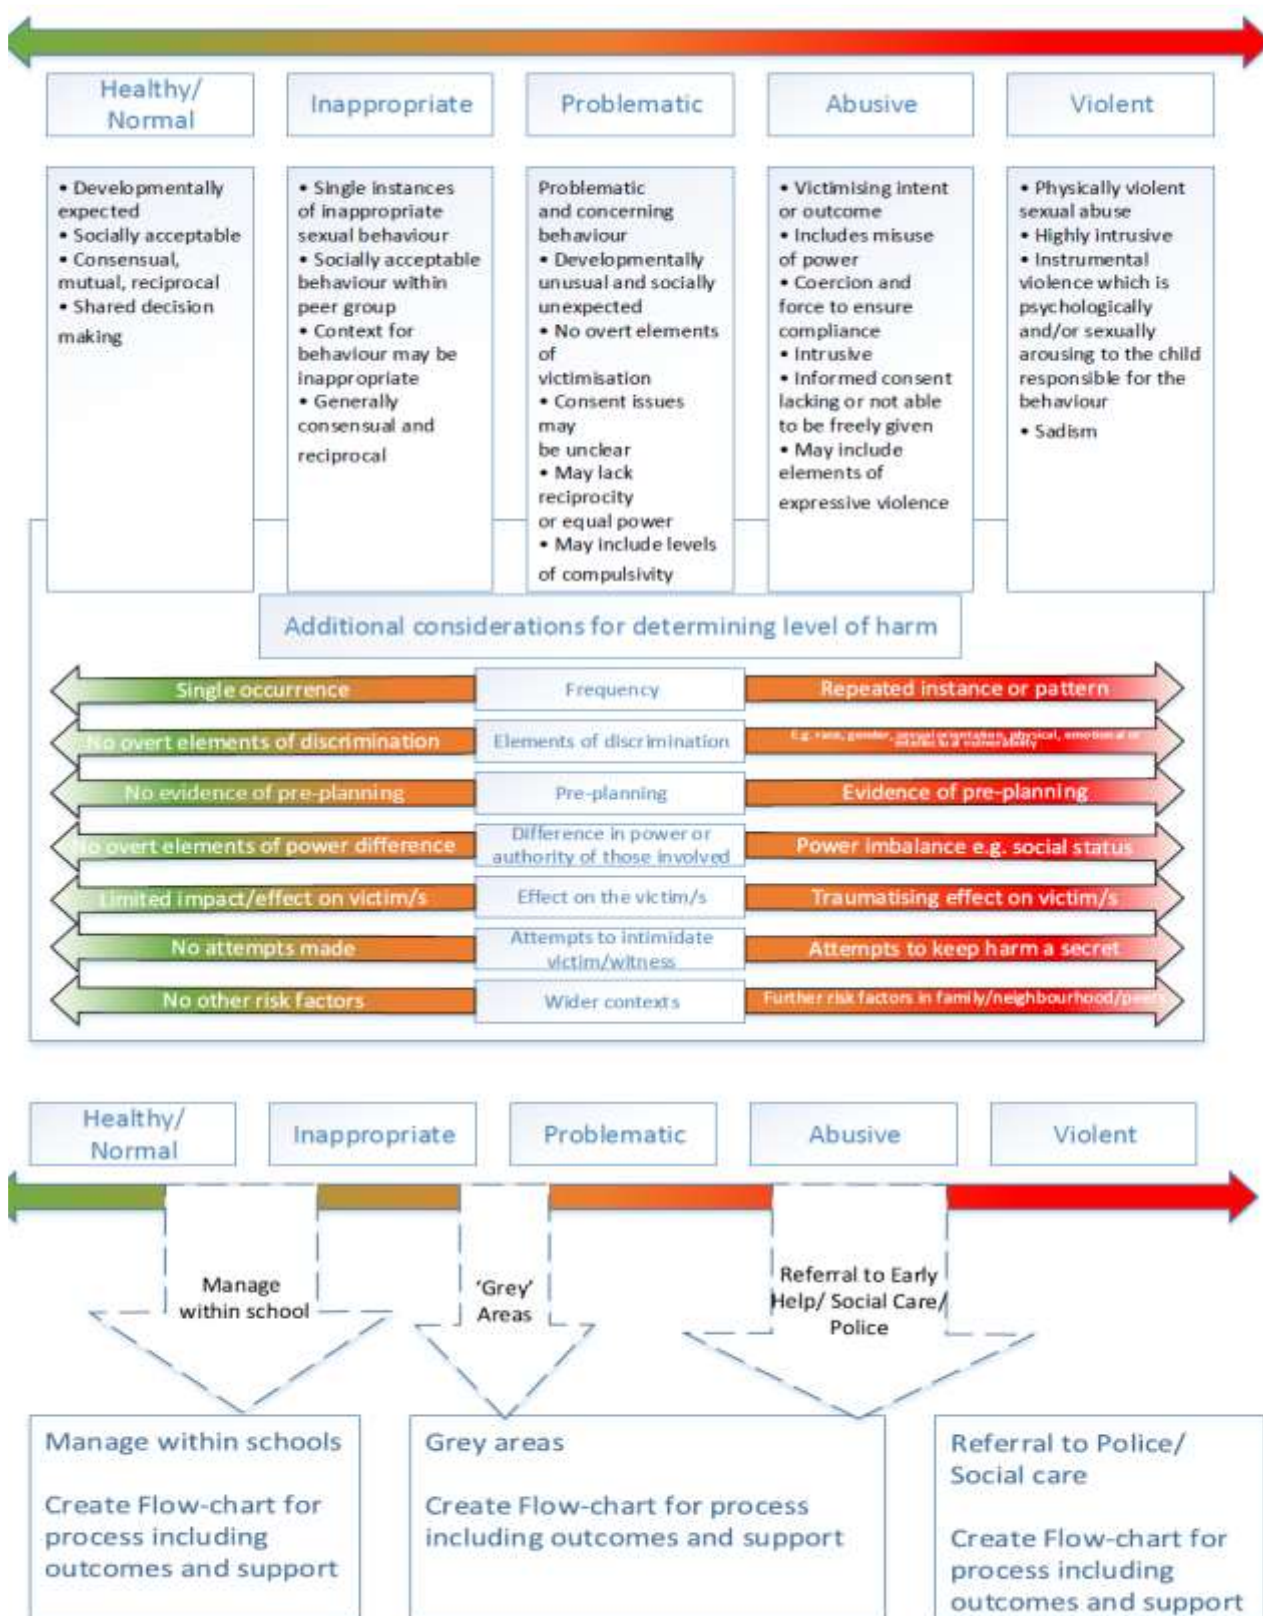 Healthy/
Normal
Inappropriate
Problematic
Abusive
Violent
• Developmentally
expected
• Socially acceptable
• Consensual,
mutual, reciprocal
• Shared decision
making
• Single instances
of inappropriate
sexual behaviour
• Socially acceptable
behaviour within
peer group
• Context for
behaviour may be
inappropriate
• Generally
consensual and
reciprocal
Problematic
and concerning
behaviour
• Developmentally
unusual and socially
unexpected
• No overt elements
of
victimisation
• Consent issues
may
be unclear
• May lack
reciprocity
or equal power
• May include levels
of compulsivity
• Victimising intent
or outcome
• Includes misuse
of power
• Coercion and
force to ensure
compliance
• Intrusive
• Informed consent
lacking or not able
to be freely given
• May include
elements of
expressive violence
• Physically violent
sexual abuse
• Highly intrusive
• Instrumental
violence which is
psychologically
and/or sexually
arousing to the child
responsible for the
behaviour
• Sadism
Additional considerations for determining level of harm
Single occurrence
Frequency
Repeated instance or pattern
No overt elements of discrimination
Elements of discrimination
E.g. race, gender, sexual orientation, physical, emotional or
intellectual vulnerability
No evidence of pre-planning
Pre-planning
Evidence of pre-planning
No overt elements of power difference
Difference in power or
authority of those involved
Power imbalance e.g. social status
Limited impact/effect on victim/s
Effect on the victim/s
Traumatising effect on victim/s
No attempts made
Attempts to intimidate
victim/witness
Attempts to keep harm a secret
No other risk factors
Wider contexts
Further risk factors in family/neighbourhood/peers
Healthy/
Normal
Inappropriate
Problematic
Abusive
Violent
Manage
within school
'Grey'
Areas
Referral to Early
Help/ Social Care/
Police
Manage within schools
Create Flow-chart for
process including
outcomes and support
Grey areas
Create Flow-chart for process
including outcomes and support
Referral to Police/
Social care
Create Flow-chart for
process including
outcomes and support